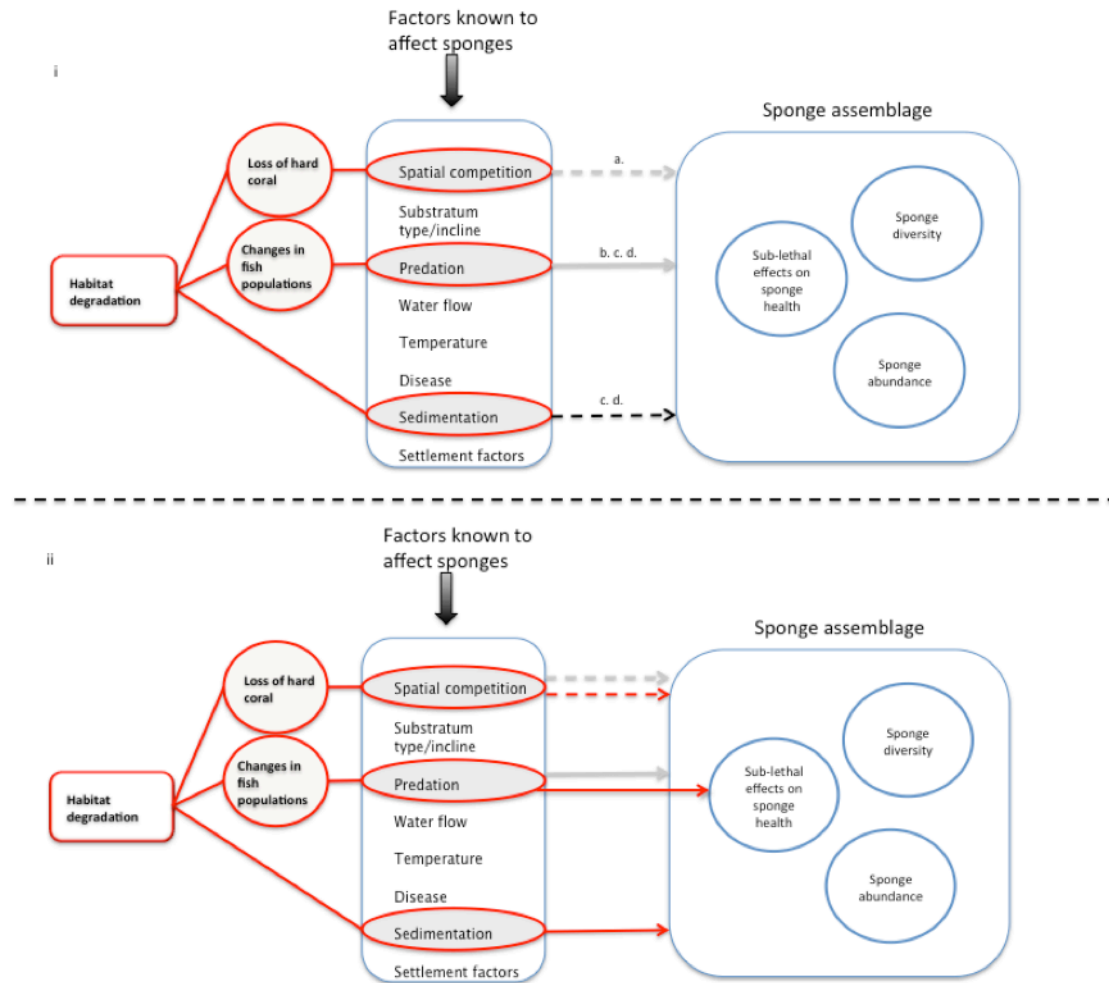 Factors known to
affect sponges
i
Sponge assemblage
Loss of hard
coral
Spatial competition
a.
Substratum
type/incline
Sponge
diversity
Changes in
fish
populations
Predation
b. c. d.
Sub-lethal
effects on
sponge
health
Habitat
degradation
Water flow
Temperature
Sponge
abundance
Disease
c. d.
Sedimentation
Settlement factors
Factors known to
affect sponges
ii
Sponge assemblage
Loss of hard
coral
Spatial competition
Substratum
type/incline
Sponge
diversity
Changes in
fish
populations
Predation
Sub-lethal
effects on
sponge
health
Habitat
degradation
Water flow
Temperature
Sponge
abundance
Disease
Sedimentation
Settlement factors